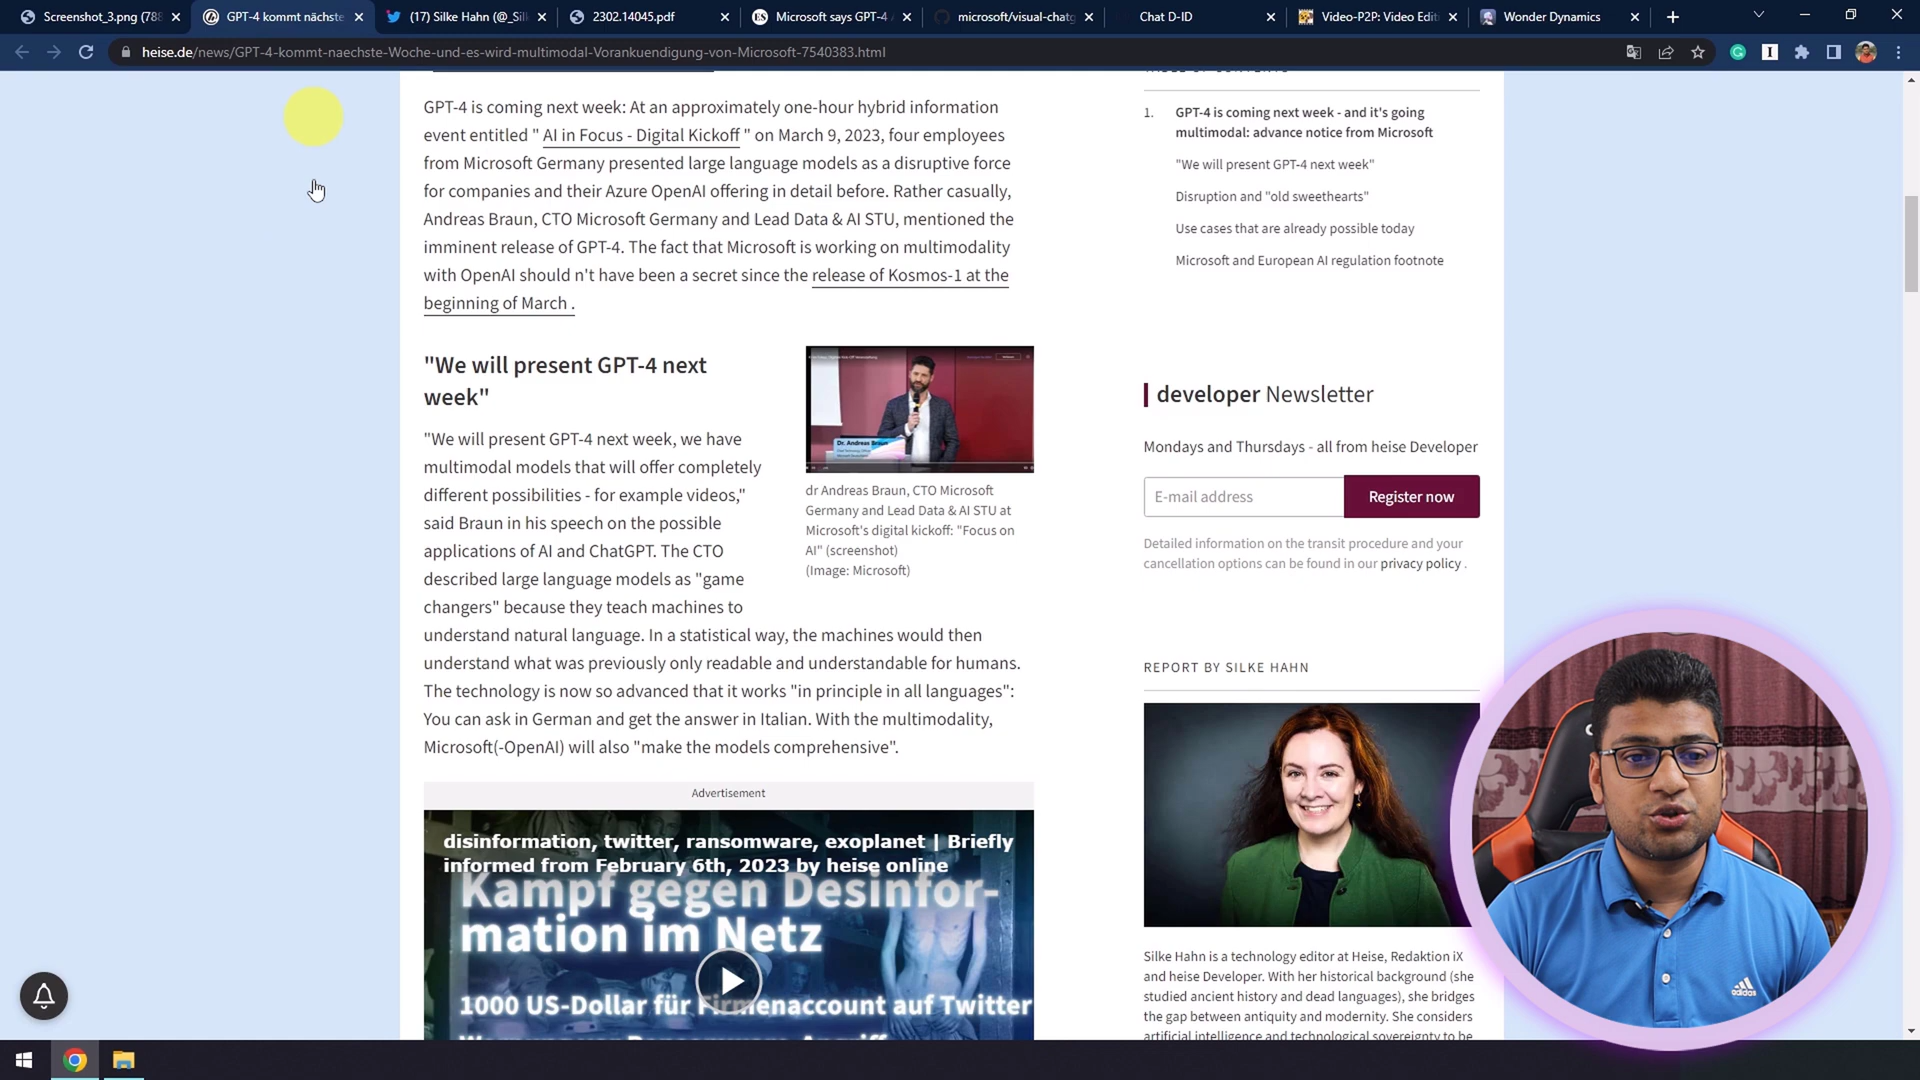 Screenshot_3.png (788
GPT-4 kommt nächste
(17) Silke Hahn (@_Sil
2302.14045.pdf
Microsoft says GPT-4
microsoft/visual-chatg
Chat D-ID
Video-P2P: Video Edit
Wonder Dynamics
heise.de/news/GPT-4-kommt-naechste-Woche-und-es-wird-multimodal-Vorankuendigung-von-Microsoft-7540383.html
GPT-4 is coming next week: At an approximately one-hour hybrid information
event entitled " AI in Focus - Digital Kickoff " on March 9, 2023, four employees
from Microsoft Germany presented large language models as a disruptive force
for companies and their Azure OpenAI offering in detail before. Rather casually,
Andreas Braun, CTO Microsoft Germany and Lead Data & AI STU, mentioned the
imminent release of GPT-4. The fact that Microsoft is working on multimodality
with OpenAI should n't have been a secret since the release of Kosmos-1 at the
beginning of March .
"We will present GPT-4 next
week"
"We will present GPT-4 next week, we have
multimodal models that will offer completely
different possibilities - for example videos,"
said Braun in his speech on the possible
applications of AI and ChatGPT. The CTO
described large language models as "game
changers" because they teach machines to
understand natural language. In a statistical way, the machines would then
understand what was previously only readable and understandable for humans.
The technology is now so advanced that it works "in principle in all languages":
You can ask in German and get the answer in Italian. With the multimodality,
Microsoft(-OpenAI) will also "make the models comprehensive".
Dr. Andreas Braun
dr Andreas Braun, CTO Microsoft
Germany and Lead Data & AI STU at
Microsoft's digital kickoff: "Focus on
AI" (screenshot)
(Image: Microsoft)
Advertisement
disinformation, twitter, ransomware, exoplanet | Briefly
informed from February 6th, 2023 by heise online
Kampf gegen Desinfor-
mation im Netz
1000 US-Dollar für Firmenaccount auf Twitter
TABLE OF CONTENTS
1. GPT-4 is coming next week - and it's going
multimodal: advance notice from Microsoft
"We will present GPT-4 next week"
Disruption and "old sweethearts"
Use cases that are already possible today
Microsoft and European AI regulation footnote
developer Newsletter
Mondays and Thursdays - all from heise Developer
E-mail address
Register now
Detailed information on the transit procedure and your
cancellation options can be found in our privacy policy .
REPORT BY SILKE HAHN
Silke Hahn is a technology editor at Heise, Redaktion iX
and heise Developer. With her historical background (she
studied ancient history and dead languages), she bridges
the gap between antiquity and modernity. She considers
artificial intelligence and technological sovereignty to be
adidas